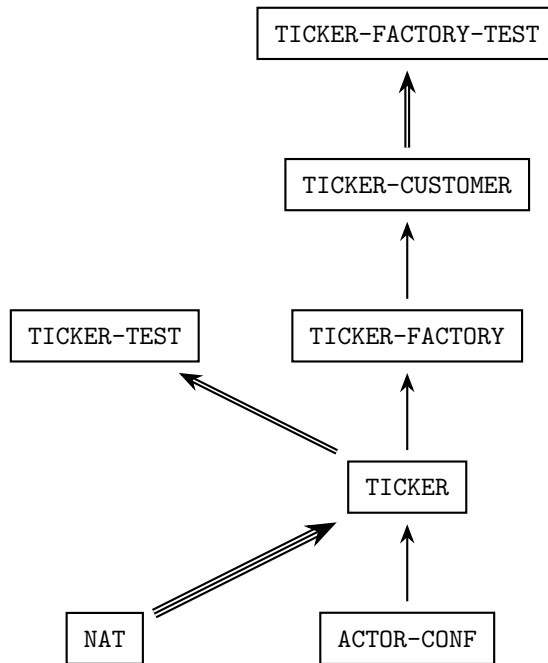 TICKER-FACTORY-TEST
TICKER-CUSTOMER
TICKER-TEST
TICKER-FACTORY
TICKER
NAT
ACTOR-CONF